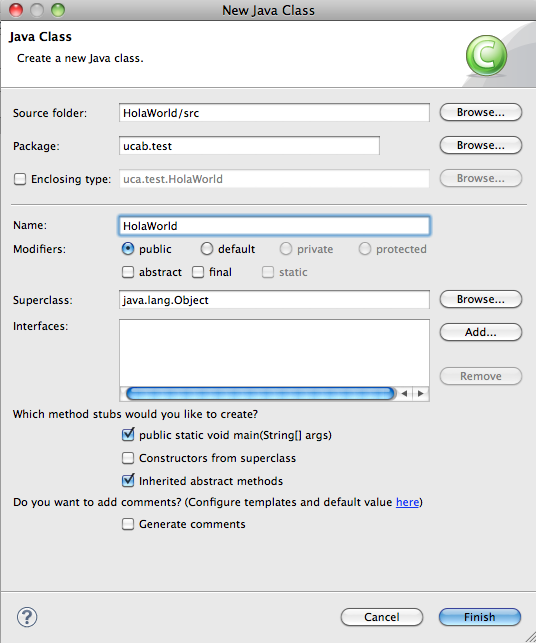 New Java Class
Java Class
Create a new Java class.
Source folder: HolaWorld/src Browse...
Package: ucab.test Browse...
Enclosing type: uca.test.HolaWorld Browse...
Name: HolaWorld
Modifiers: public default private protected
abstract final static
Superclass: java.lang.Object Browse...
Interfaces: Add...
Remove
Which method stubs would you like to create?
public static void main(String[] args)
Constructors from superclass
Inherited abstract methods
Do you want to add comments? (Configure templates and default value here)
Generate comments
? Cancel Finish